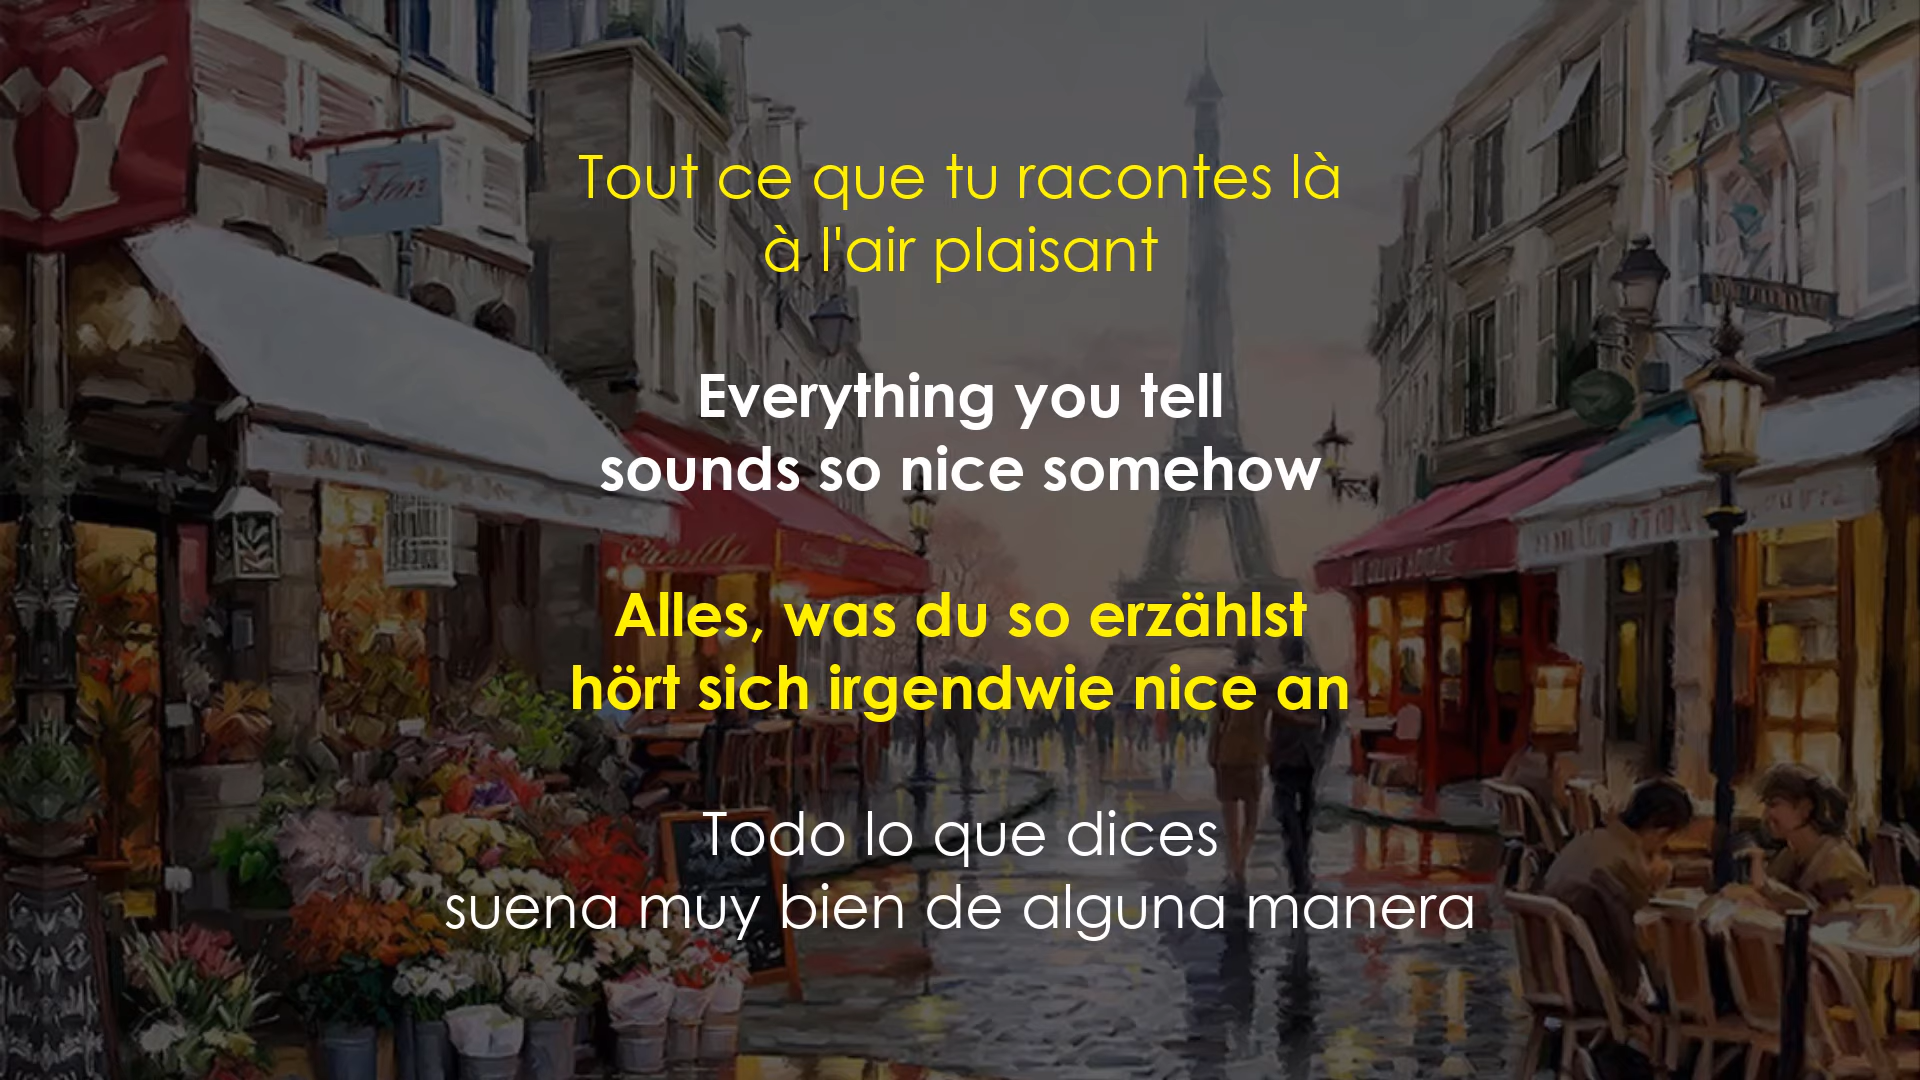 Tout ce que tu racontes là
à l'air plaisant
Everything you tell
sounds so nice somehow
Alles, was du so erzählst
hört sich irgendwie nice an
Todo lo que dices
suena muy bien de alguna manera